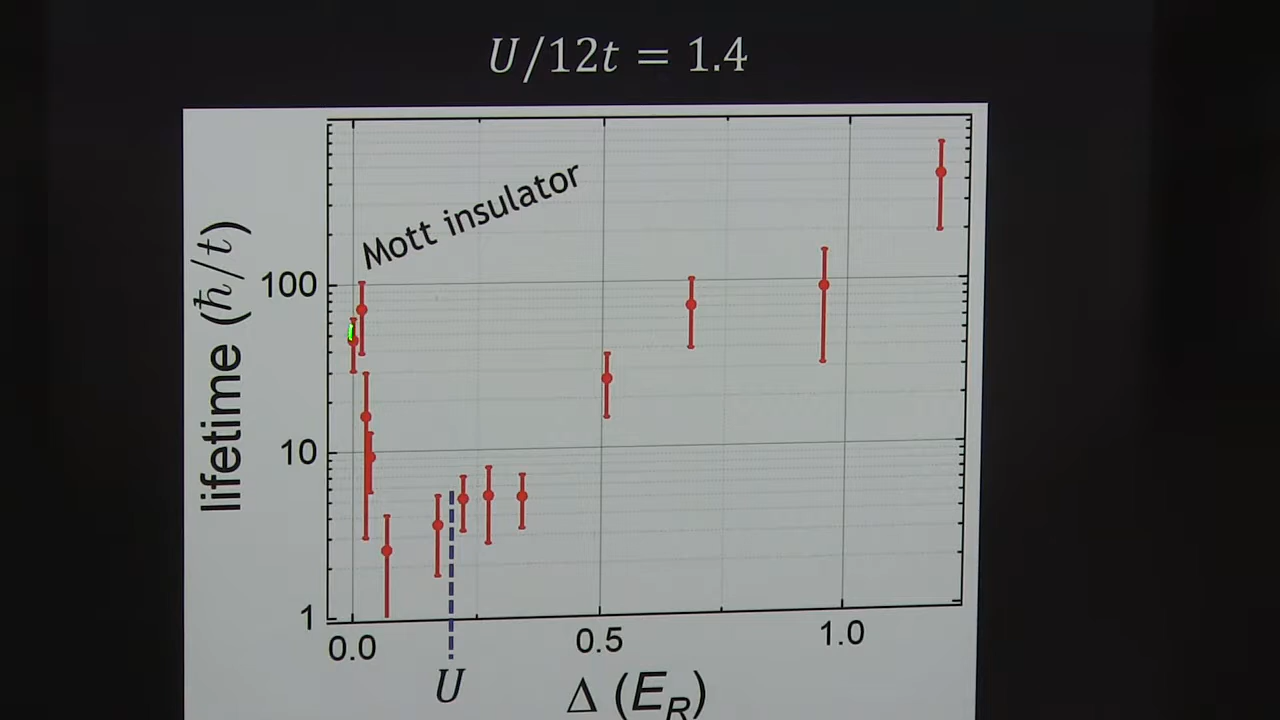 U/12t = 1.4
Mott insulator
lifetime (ħ/t)
100
10
1
0.0
0.5
1.0
U
Δ (E_R)